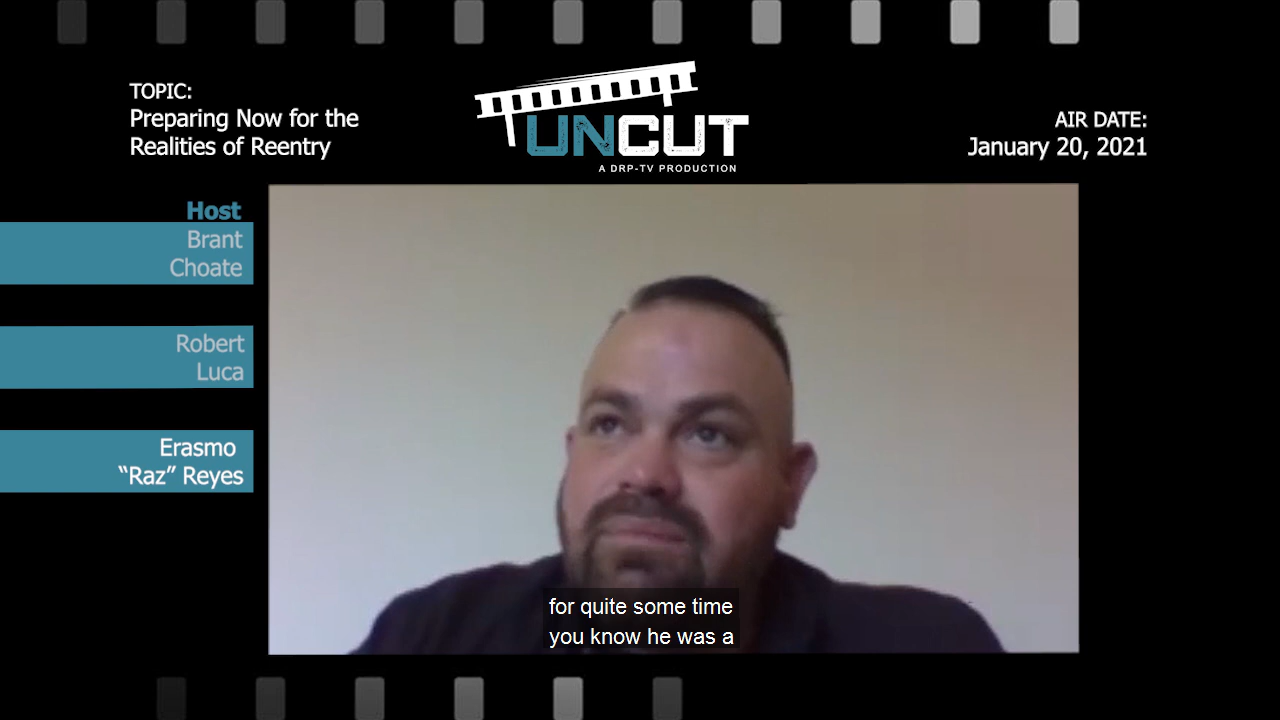 TOPIC:
Preparing Now for the
Realities of Reentry
UNCUT
A DRP-TV PRODUCTION
AIR DATE:
January 20, 2021
Host
Brant
Choate
Robert
Luca
Erasmo
“Raz” Reyes
for quite some time
you know he was a